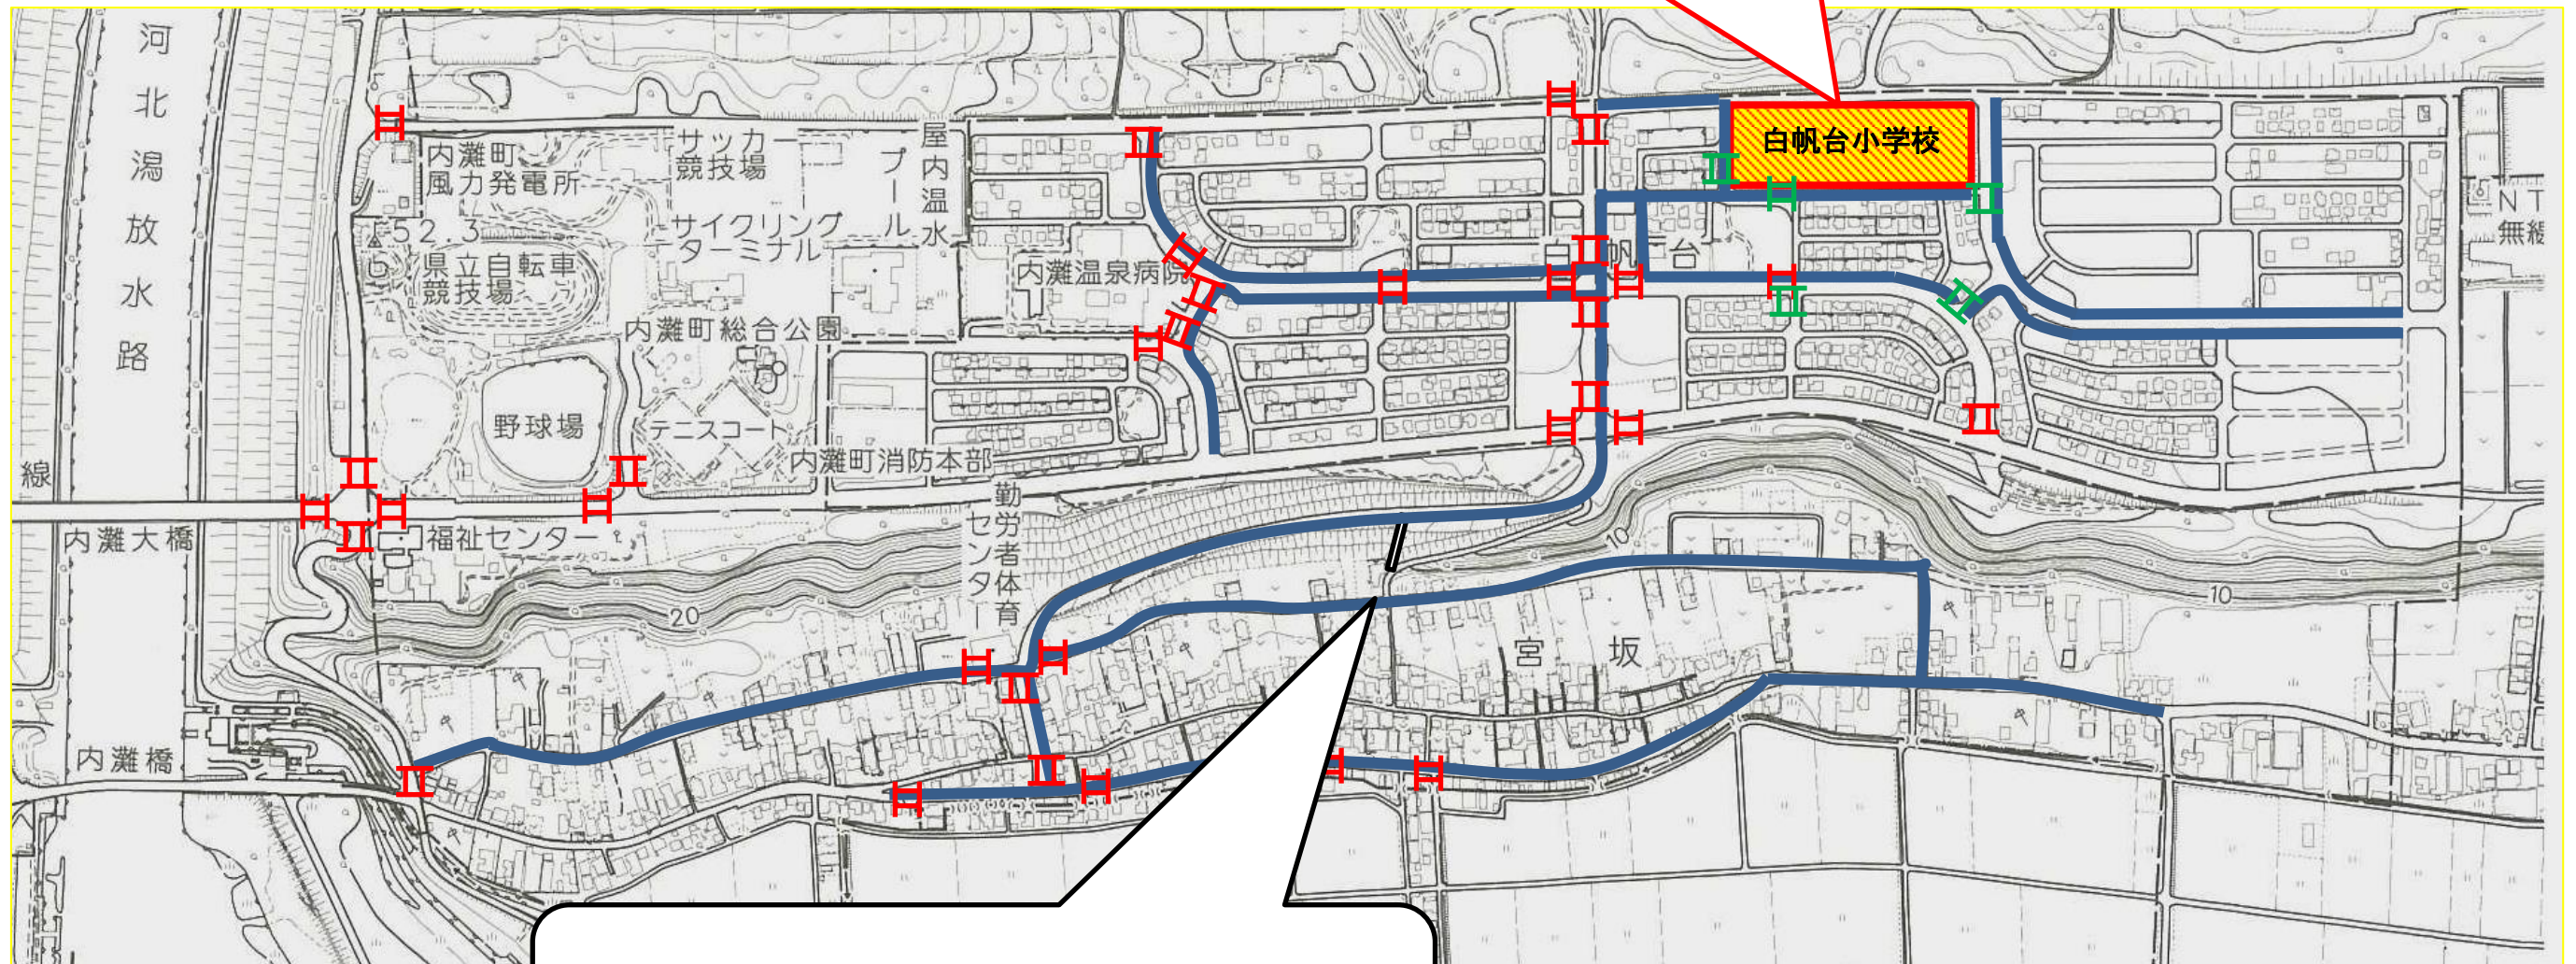 河北潟放水路
内灘町
風力発電所
サッカー
競技場
屋内温水
プール
白帆台小学校
52.3
サイクリング
ターミナル
県立自転車
競技場
内灘温泉病院
白帆台
NT
無線
内灘町総合公園
野球場
テニスコート
内灘町消防本部
線
内灘大橋
福祉センター
勤労者体育
センター
10
20
10
宮坂
内灘橋